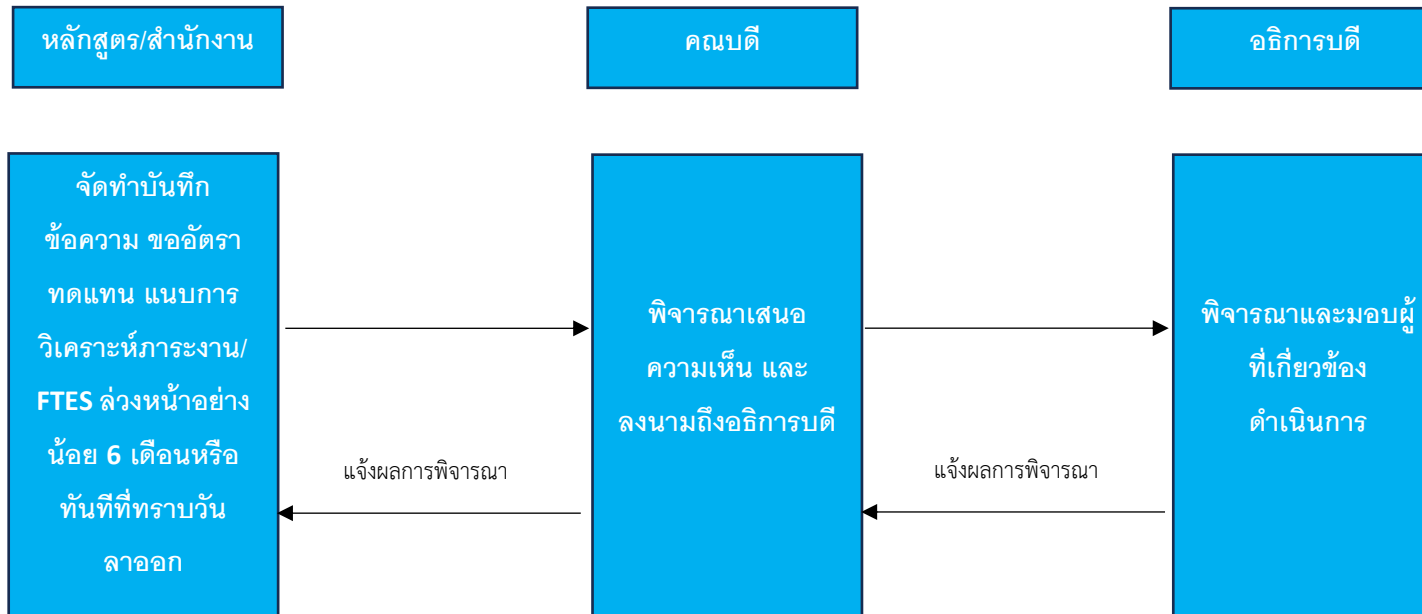 หลักสูตร/สำนักงาน
คณบดี
อธิการบดี
จัดทำบันทึก
ข้อความ ขออัตรา
ทดแทน แนบการ
วิเคราะห์ภาระงาน/
FTES ล่วงหน้าอย่าง
น้อย 6 เดือนหรือ
ทันทีที่ทราบวัน
ลาออก
พิจารณาเสนอ
ความเห็น และ
ลงนามถึงอธิการบดี
พิจารณาและมอบผู้
ที่เกี่ยวข้อง
ดำเนินการ
แจ้งผลการพิจารณา
แจ้งผลการพิจารณา